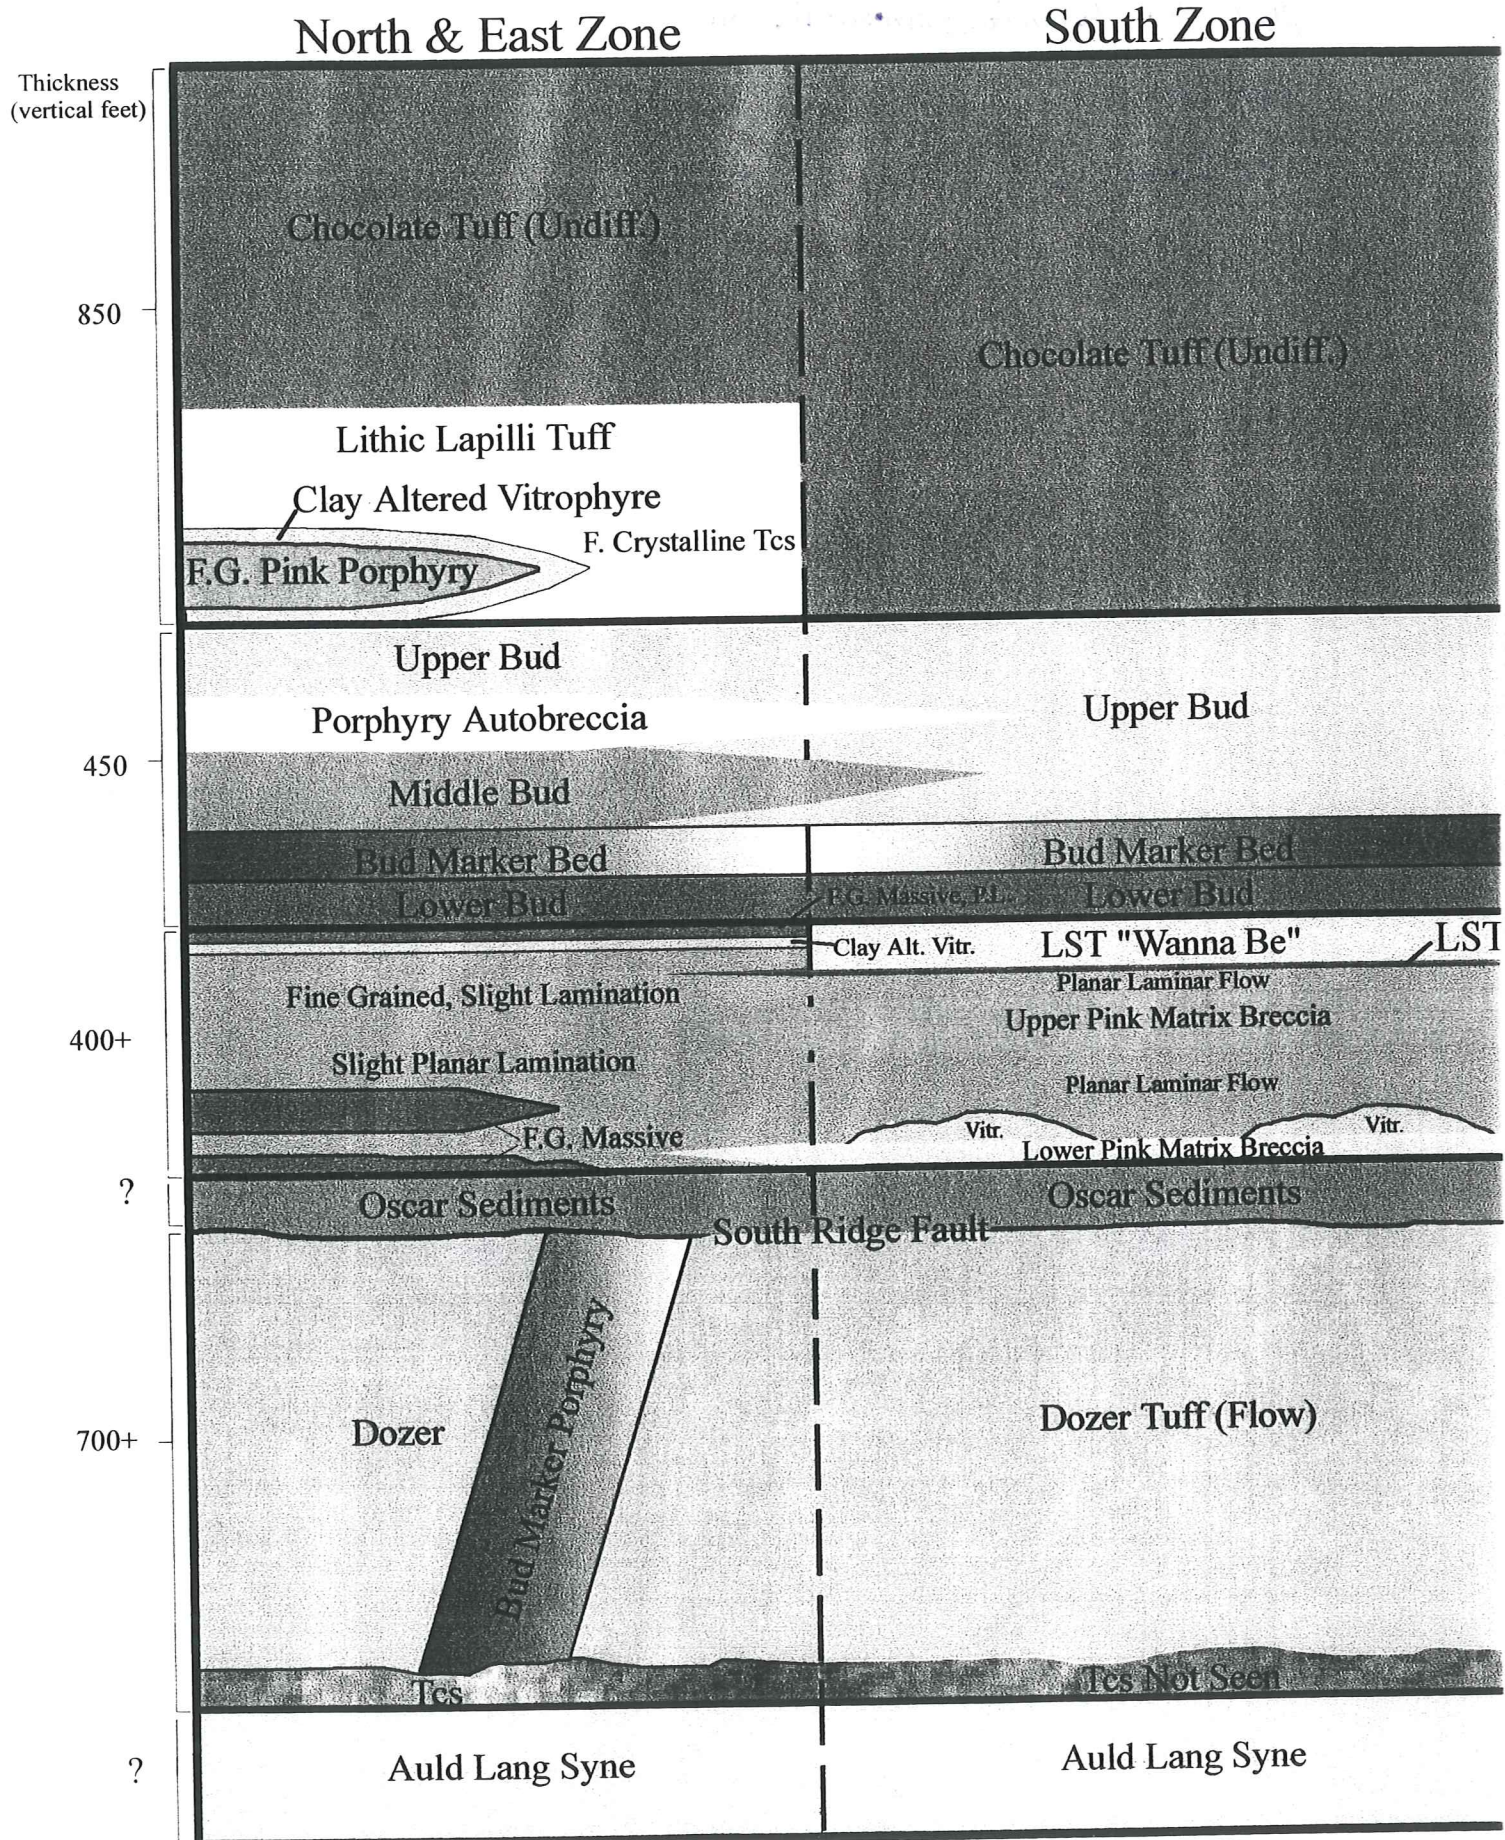 North & East Zone
South Zone
Thickness
(vertical feet)
Chocolate Tuff (Undiff.)
850
Chocolate Tuff (Undiff.)
Lithic Lapilli Tuff
Clay Altered Vitrophyre
F. Crystalline Tcs
F.G. Pink Porphyry
Upper Bud
Upper Bud
Porphyry Autobreccia
450
Middle Bud
Bud Marker Bed
Bud Marker Bed
Lower Bud
F.G. Massive, P.L.
Lower Bud
Clay Alt. Vitr.
LST "Wanna Be"
LST
Fine Grained, Slight Lamination
Planar Laminar Flow
Upper Pink Matrix Breccia
400+
Slight Planar Lamination
Planar Laminar Flow
F.G. Massive
Vitr.
Vitr.
Lower Pink Matrix Breccia
?
Oscar Sediments
Oscar Sediments
South Ridge Fault
Bud Marker Porphyry
Dozer
Dozer Tuff (Flow)
700+
Tcs
Tcs Not Seen
?
Auld Lang Syne
Auld Lang Syne